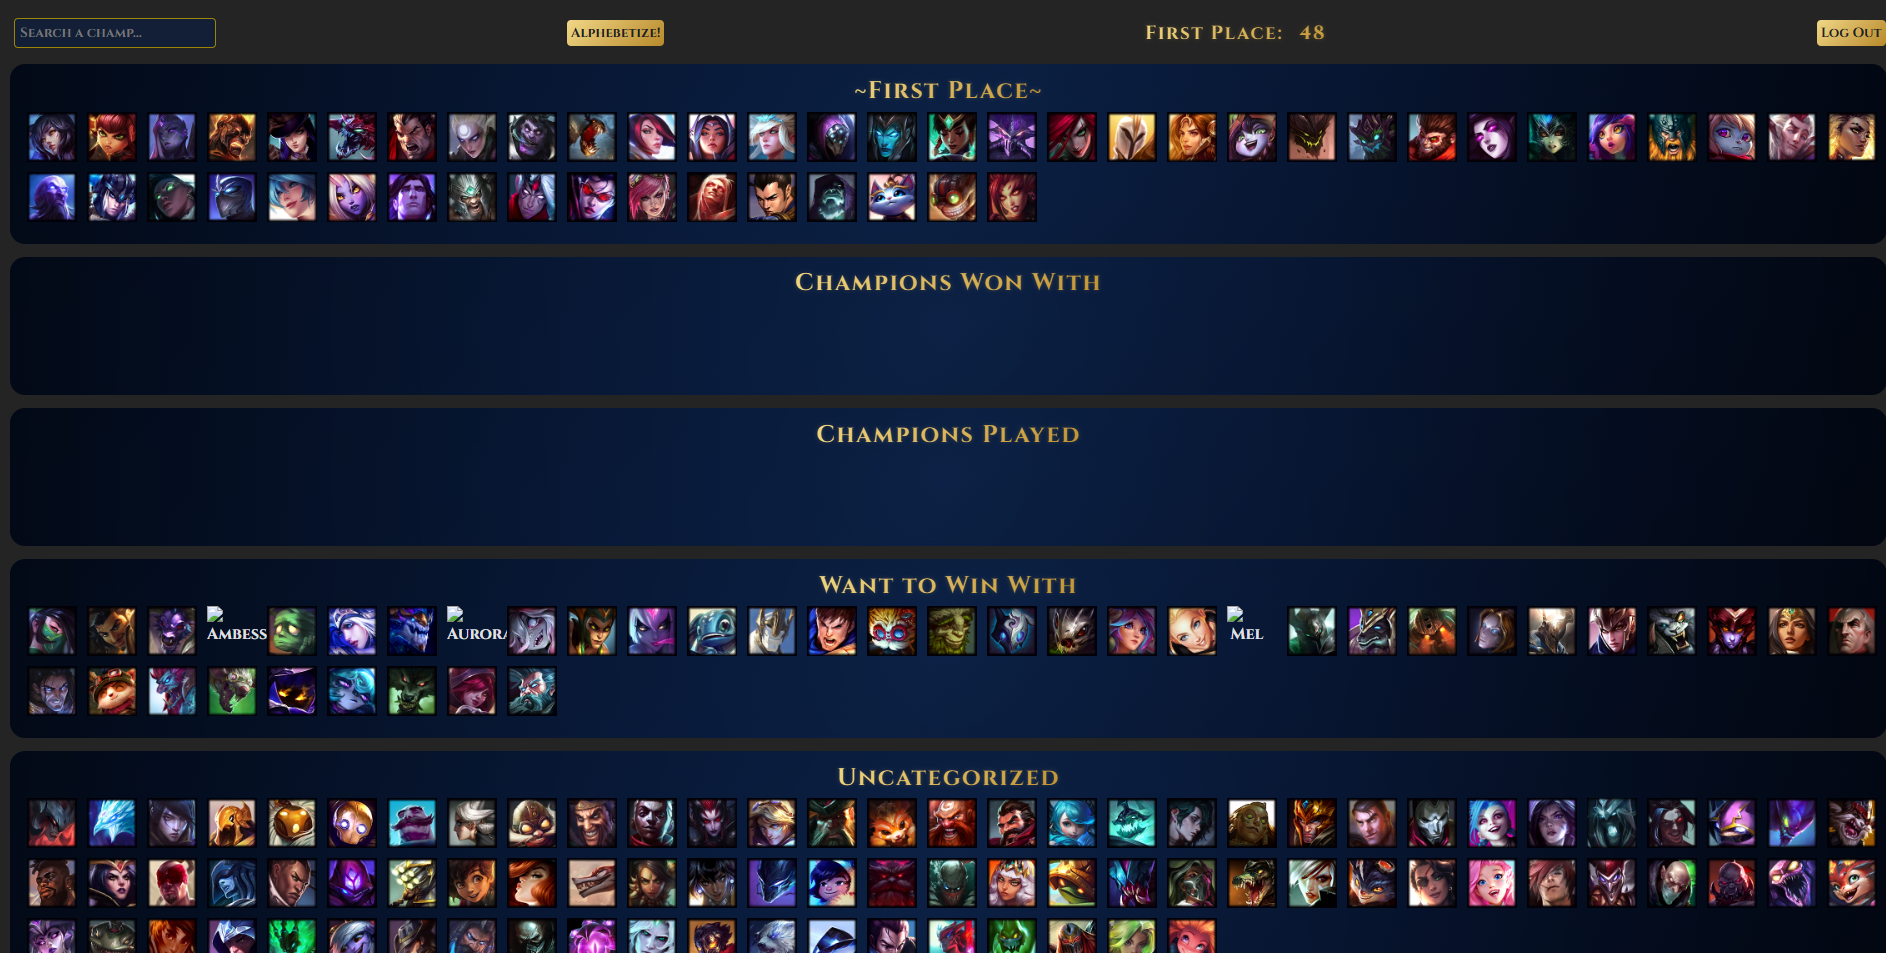 Search a champ...
Alphebetize!
First Place: 48
Log Out
~First Place~
Champions Won With
Champions Played
Want to Win With
Ambess
Aurora
Mel
Uncategorized